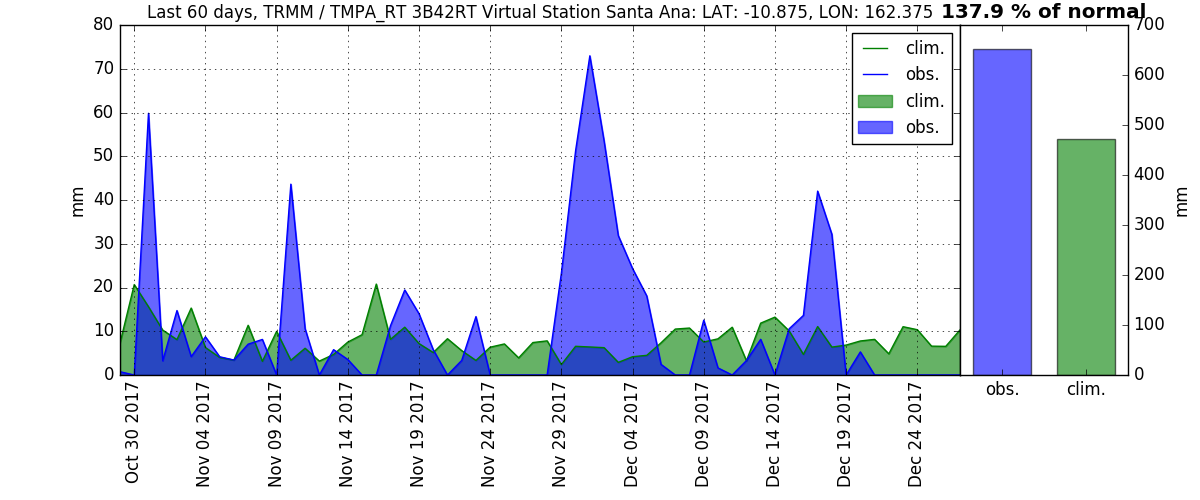 Last 60 days, TRMM / TMPA_RT 3B42RT Virtual Station Santa Ana: LAT: -10.875, LON: 162.375 137.9 % of normal
80
70
60
50
40
30
20
10
0
mm
clim.
obs.
clim.
obs.
Oct 30 2017
Nov 04 2017
Nov 09 2017
Nov 14 2017
Nov 19 2017
Nov 24 2017
Nov 29 2017
Dec 04 2017
Dec 09 2017
Dec 14 2017
Dec 19 2017
Dec 24 2017
700
600
500
400
300
200
100
0
mm
obs.
clim.